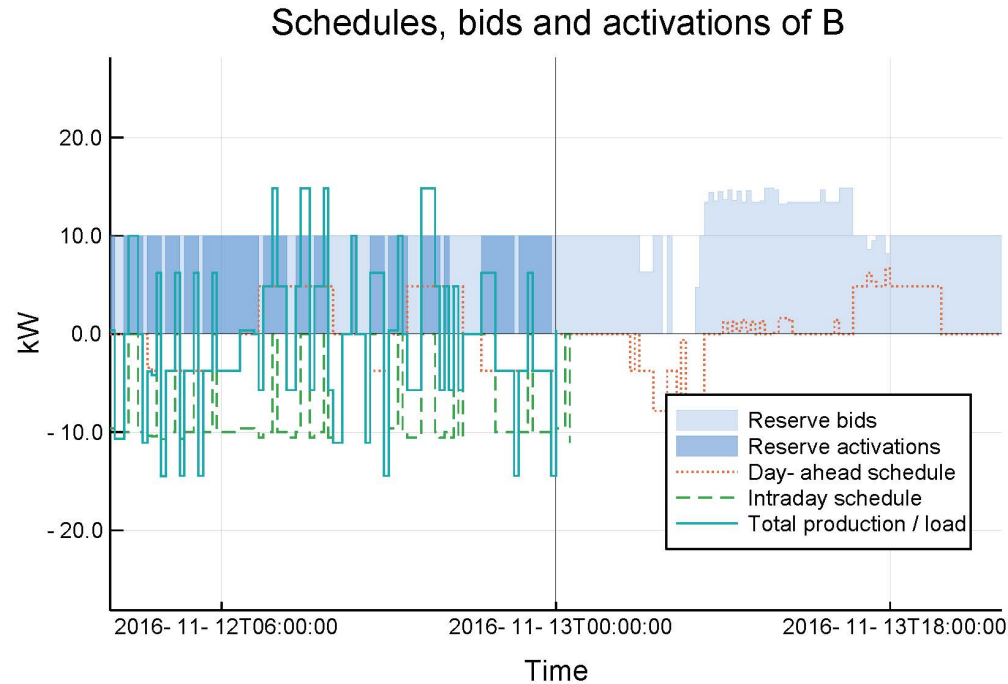 Schedules, bids and activations of B
kW
20.0
10.0
0.0
- 10.0
- 20.0
Reserve bids
Reserve activations
Day- ahead schedule
Intraday schedule
Total production / load
2016- 11- 12T06:00:00
2016- 11- 13T00:00:00
2016- 11- 13T18:00:00
Time